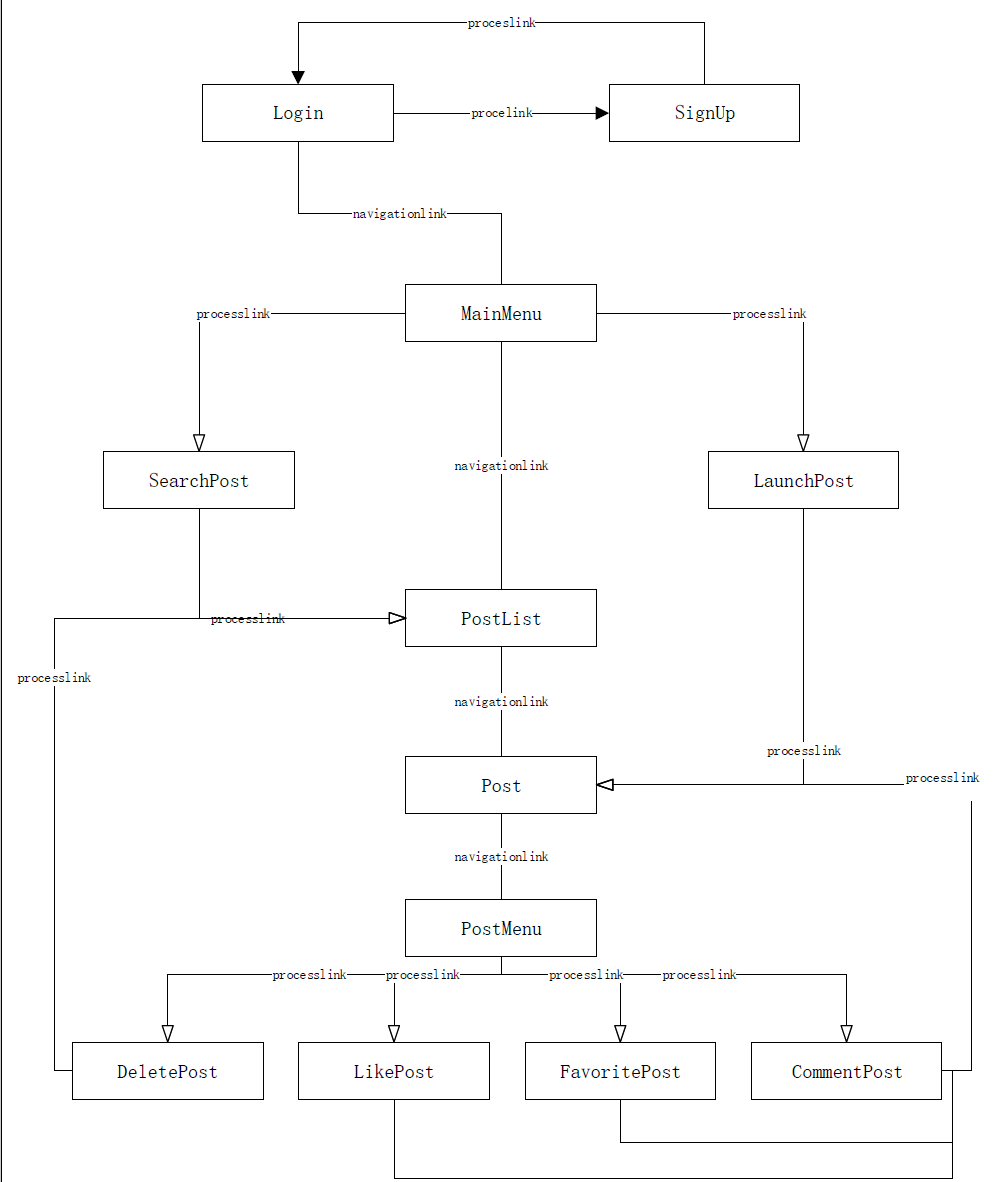 proceslink
Login
procelink
SignUp
navigationlink
processlink
MainMenu
processlink
navigationlink
SearchPost
LaunchPost
processlink
PostList
processlink
navigationlink
processlink
Post
processlink
navigationlink
PostMenu
processlink
processlink
processlink
processlink
DeletePost
LikePost
FavoritePost
CommentPost